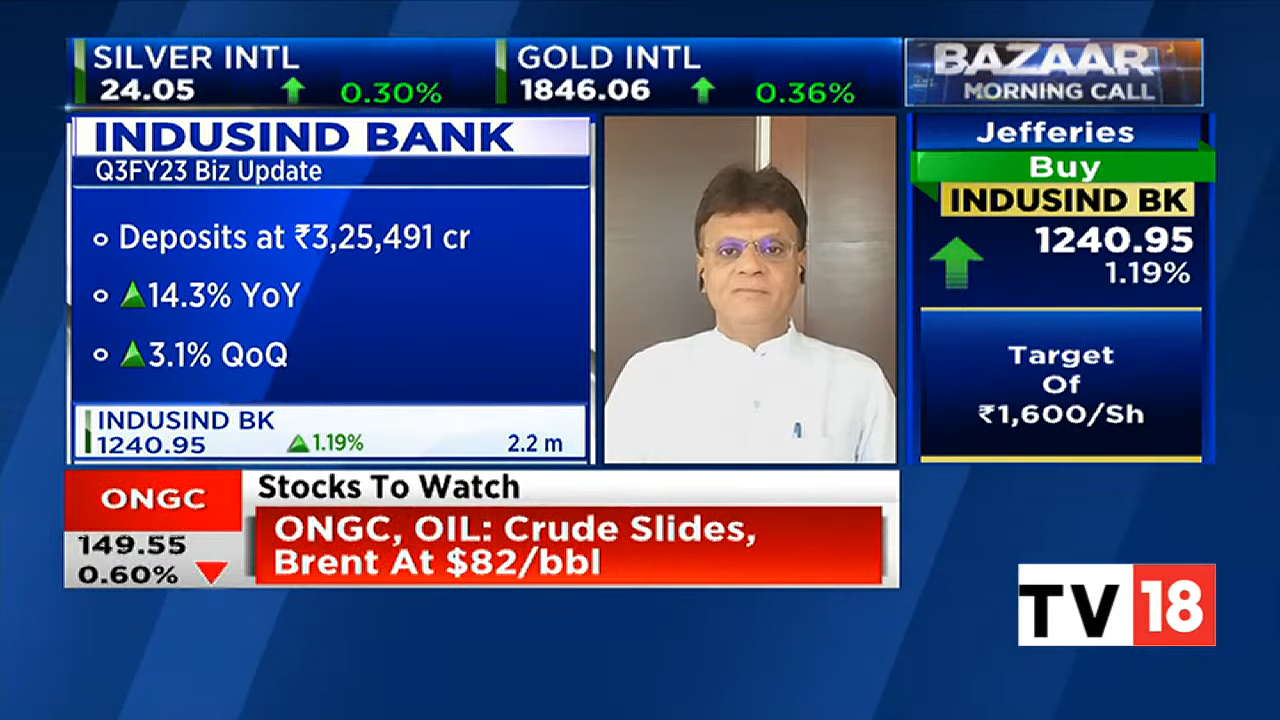 SILVER INTL
24.05 0.30%
GOLD INTL
1846.06 0.36%
BAZAAR
MORNING CALL
INDUSIND BANK
Q3FY23 Biz Update
Deposits at ₹3,25,491 cr
14.3% YoY
3.1% QoQ
INDUSIND BK
1240.95 1.19% 2.2 m
Jefferies
Buy
INDUSIND BK
1240.95
1.19%
Target
Of
₹1,600/Sh
ONGC
149.55
0.60%
Stocks To Watch
ONGC, OIL: Crude Slides,
Brent At $82/bbl
TV18